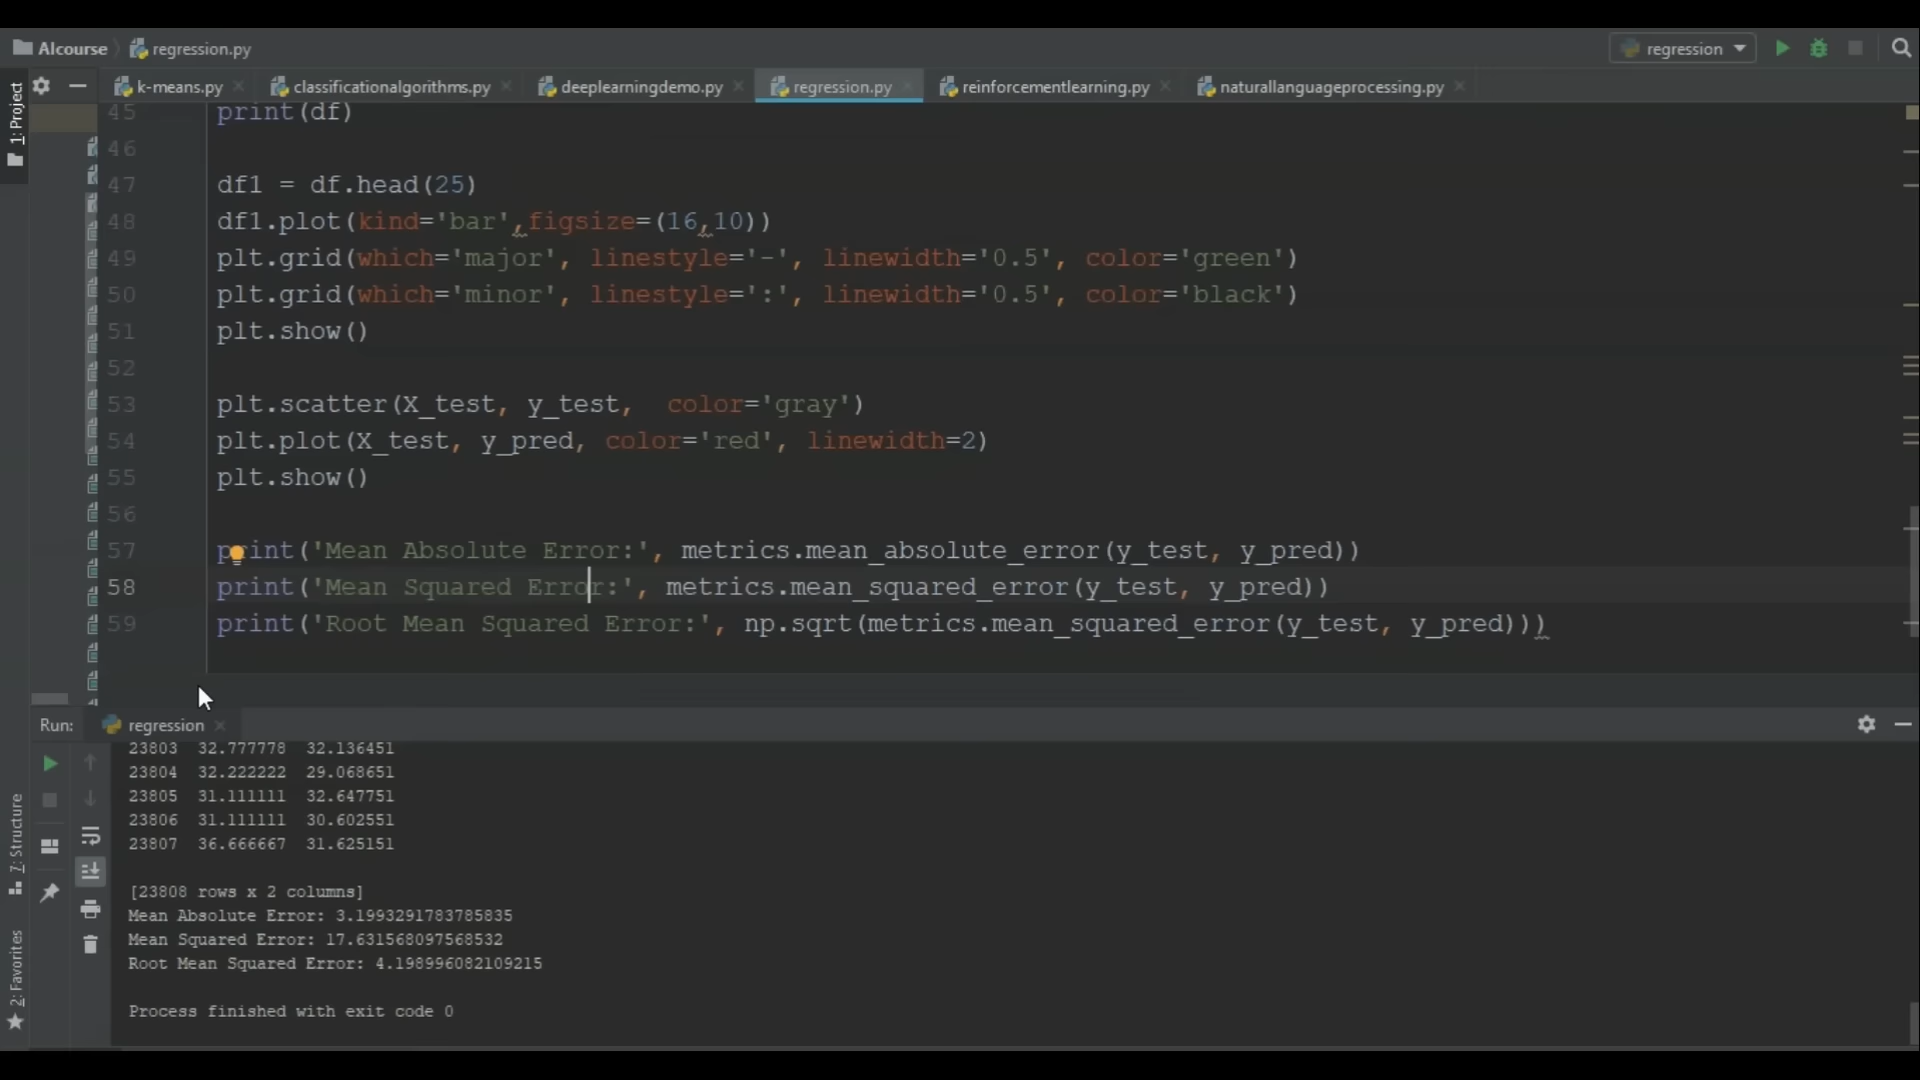 AIcourse regression.py
regression
k-means.py classificationalgorithms.py deeplearningdemo.py regression.py reinforcementlearning.py naturallanguageprocessing.py
1: Project
45 print(df)
46
47 df1 = df.head(25)
48 df1.plot(kind='bar',figsize=(16,10))
49 plt.grid(which='major', linestyle='-', linewidth='0.5', color='green')
50 plt.grid(which='minor', linestyle=':', linewidth='0.5', color='black')
51 plt.show()
52
53 plt.scatter(X_test, y_test,  color='gray')
54 plt.plot(X_test, y_pred, color='red', linewidth=2)
55 plt.show()
56
57 print('Mean Absolute Error:', metrics.mean_absolute_error(y_test, y_pred))
58 print('Mean Squared Error:', metrics.mean_squared_error(y_test, y_pred))
59 print('Root Mean Squared Error:', np.sqrt(metrics.mean_squared_error(y_test, y_pred)))
Run: regression
23803 32.777778 32.136451
23804 32.222222 29.068651
23805 31.111111 32.647751
23806 31.111111 30.602551
23807 36.666667 31.625151
[23808 rows x 2 columns]
Mean Absolute Error: 3.1993291783785835
Mean Squared Error: 17.631568097568532
Root Mean Squared Error: 4.198996082109215
Process finished with exit code 0
7: Structure
2: Favorites